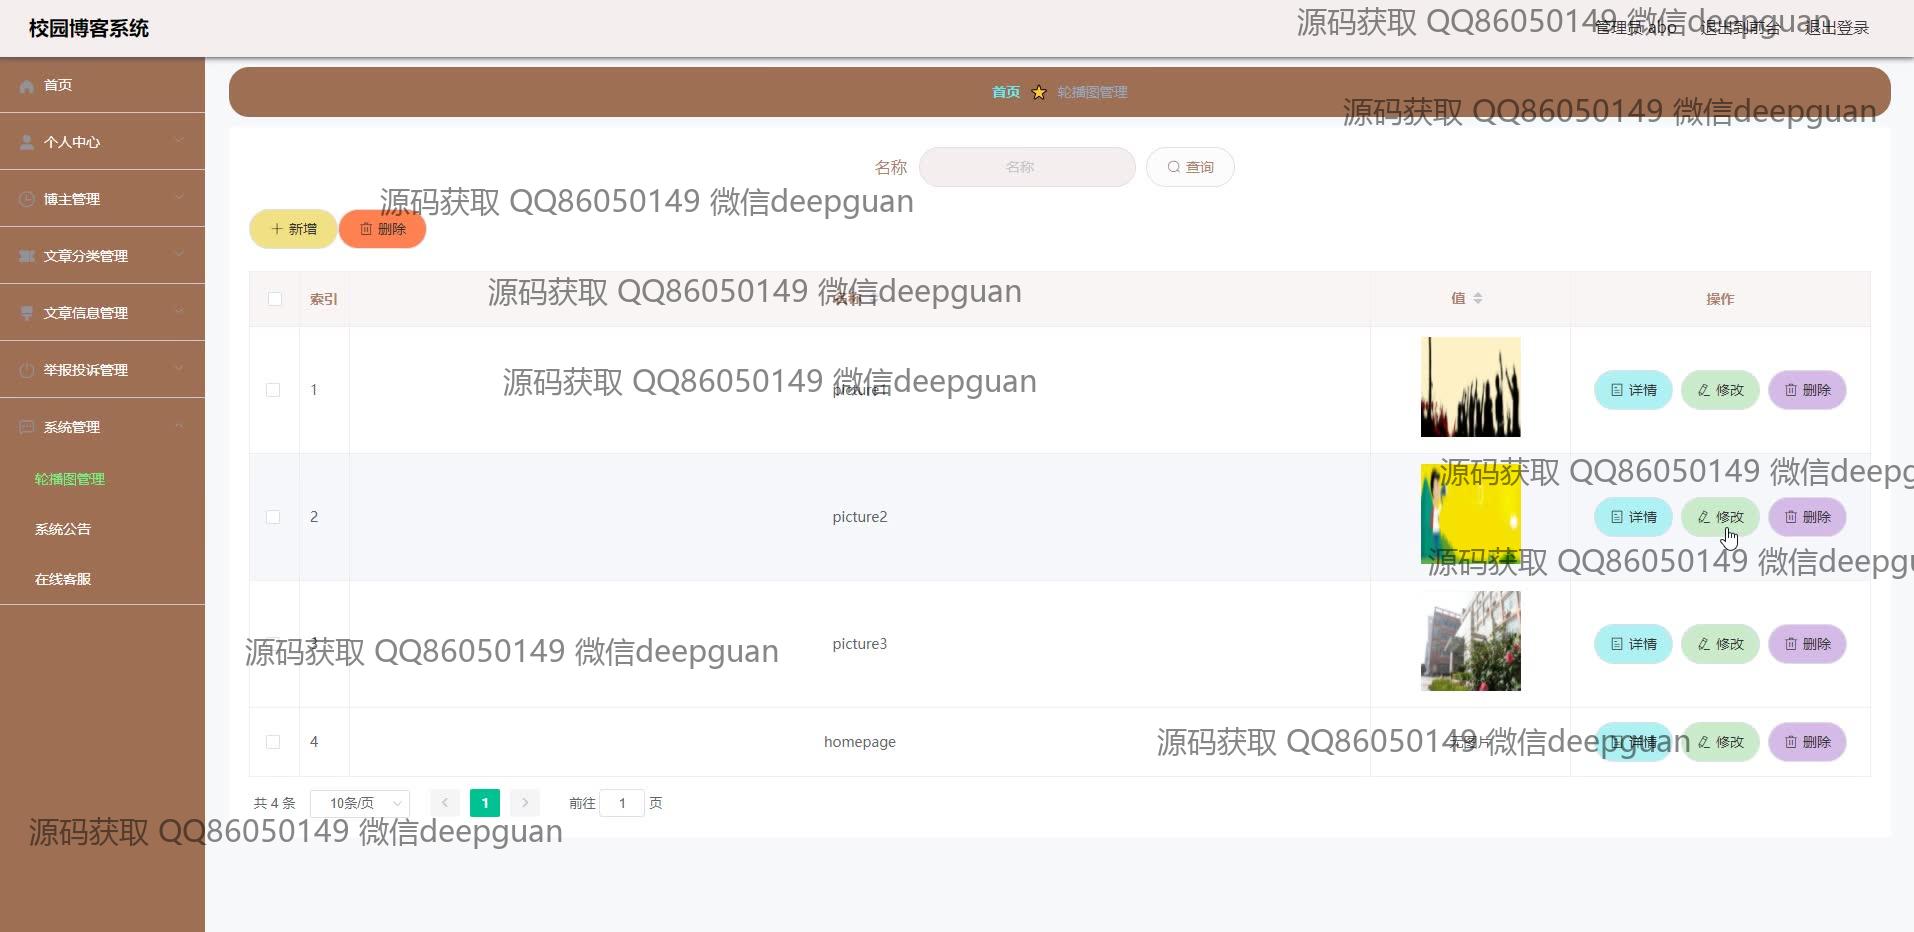 校园博客系统
源码获取 QQ86050149 微信deepguan
管理员 abo 退出到前台 退出登录
首页
个人中心
博主管理
文章分类管理
文章信息管理
举报投诉管理
系统管理
轮播图管理
系统公告
在线客服
首页 轮播图管理
源码获取 QQ86050149 微信deepguan
名称 名称 查询
源码获取 QQ86050149 微信deepguan
新增 删除
源码获取 QQ86050149 微信deepguan
索引 名称 值 操作
源码获取 QQ86050149 微信deepguan
1 picture1 详情 修改 删除
源码获取 QQ86050149 微信deepg
2 picture2 详情 修改 删除
源码获取 QQ86050149 微信deepgu
3 picture3 详情 修改 删除
源码获取 QQ86050149 微信deepguan
4 homepage 无图片 详情 修改 删除
源码获取 QQ86050149 微信deepguan
共 4 条 10条/页 1 前往 1 页
源码获取 QQ86050149 微信deepguan